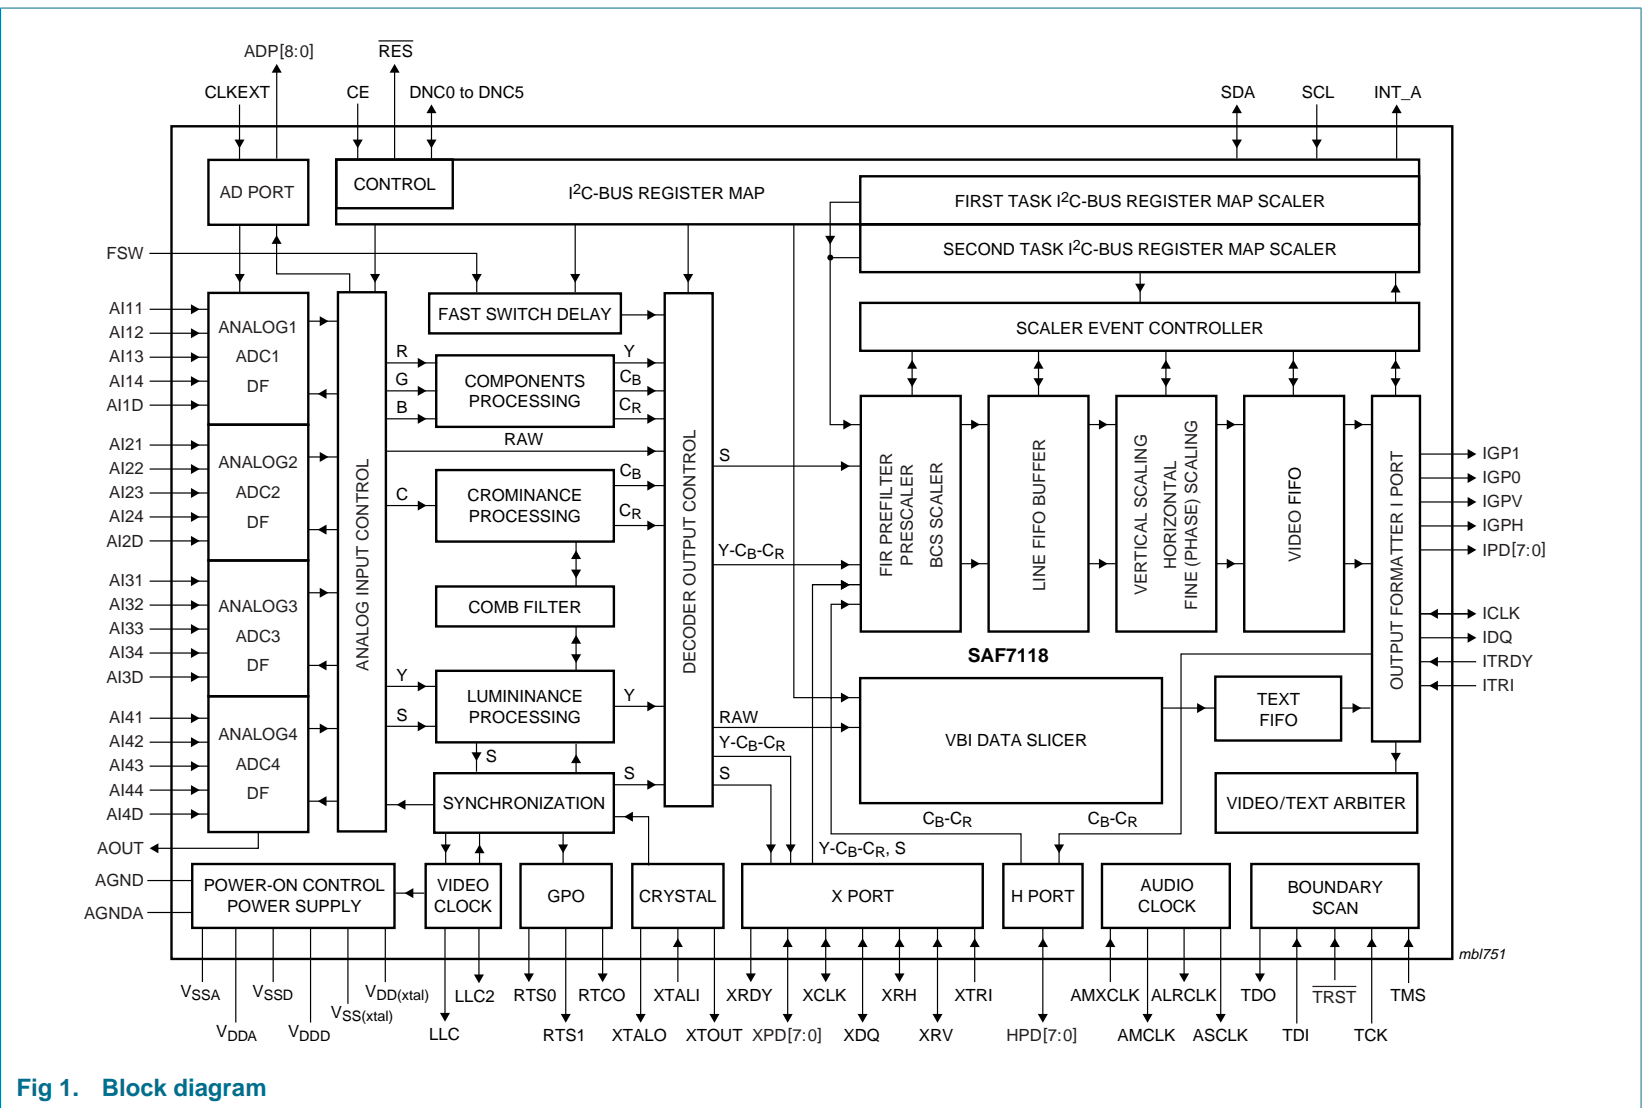 ADP[8:0]
RES
CLKEXT
CE
DNC0 to DNC5
SDA
SCL
INT_A
AD PORT
CONTROL
I2C-BUS REGISTER MAP
FIRST TASK I2C-BUS REGISTER MAP SCALER
SECOND TASK I2C-BUS REGISTER MAP SCALER
FSW
AI11
AI12
AI13
AI14
AI1D
ANALOG1
ADC1
DF
FAST SWITCH DELAY
SCALER EVENT CONTROLLER
R
G
B
COMPONENTS
PROCESSING
Y
CB
CR
RAW
AI21
AI22
AI23
AI24
AI2D
ANALOG2
ADC2
DF
ANALOG INPUT CONTROL
C
CROMINANCE
PROCESSING
CB
CR
DECODER OUTPUT CONTROL
S
Y-CB-CR
FIR PREFILTER
PRESCALER
BCS SCALER
LINE FIFO BUFFER
VERTICAL SCALING
HORIZONTAL
FINE (PHASE) SCALING
VIDEO FIFO
OUTPUT FORMATTER I PORT
IGP1
IGP0
IGPV
IGPH
IPD[7:0]
ICLK
IDQ
ITRDY
ITRI
AI31
AI32
AI33
AI34
AI3D
ANALOG3
ADC3
DF
COMB FILTER
SAF7118
Y
S
LUMININANCE
PROCESSING
Y
AI41
AI42
AI43
AI44
AI4D
ANALOG4
ADC4
DF
RAW
Y-CB-CR
S
VBI DATA SLICER
TEXT
FIFO
S
SYNCHRONIZATION
S
VIDEO/TEXT ARBITER
CB-CR
CB-CR
Y-CB-CR, S
AOUT
AGND
AGNDA
POWER-ON CONTROL
POWER SUPPLY
VIDEO
CLOCK
GPO
CRYSTAL
X PORT
H PORT
AUDIO
CLOCK
BOUNDARY
SCAN
mbl751
VSSA
VSSD
VDD(xtal)
LLC2
RTS0
RTCO
XTALI
XRDY
XCLK
XRH
XTRI
AMXCLK
ALRCLK
TDO
TRST
TMS
VDDA
VDDD
VSS(xtal)
LLC
RTS1
XTALO
XTOUT
XPD[7:0]
XDQ
XRV
HPD[7:0]
AMCLK
ASCLK
TDI
TCK
Fig 1. Block diagram